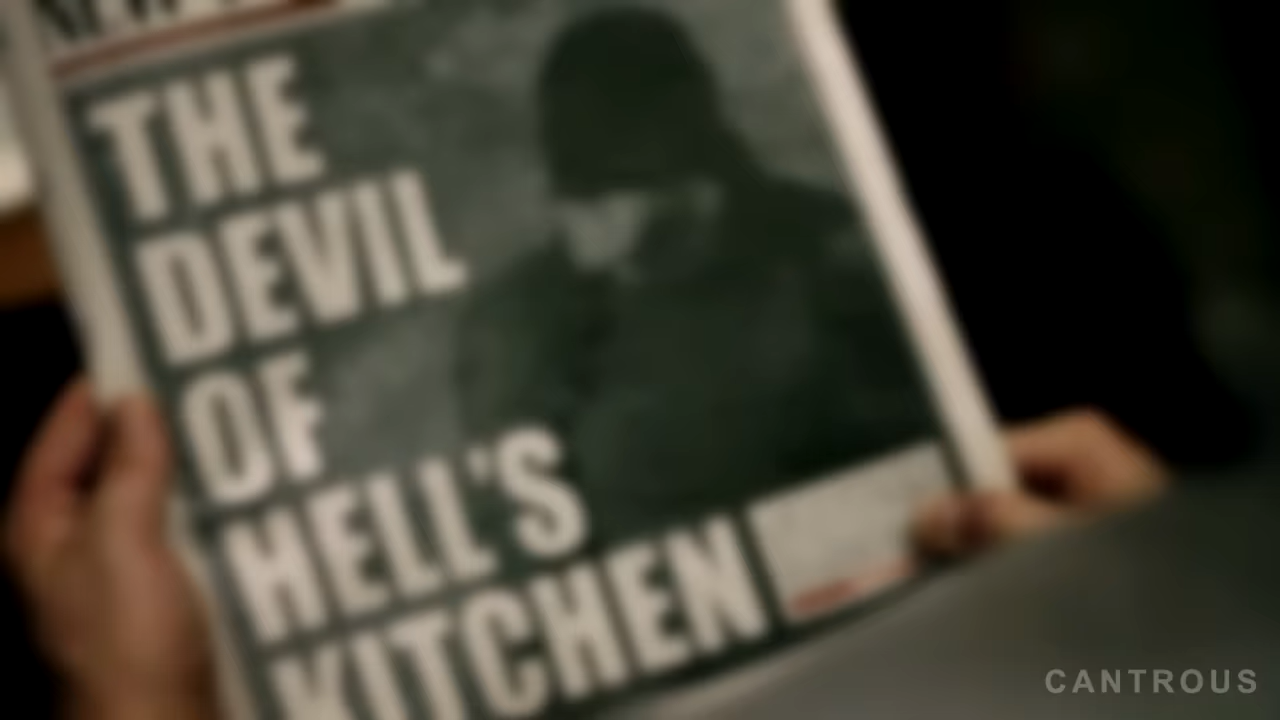 THE
DEVIL
OF
HELL'S
KITCHEN
CANTROUS